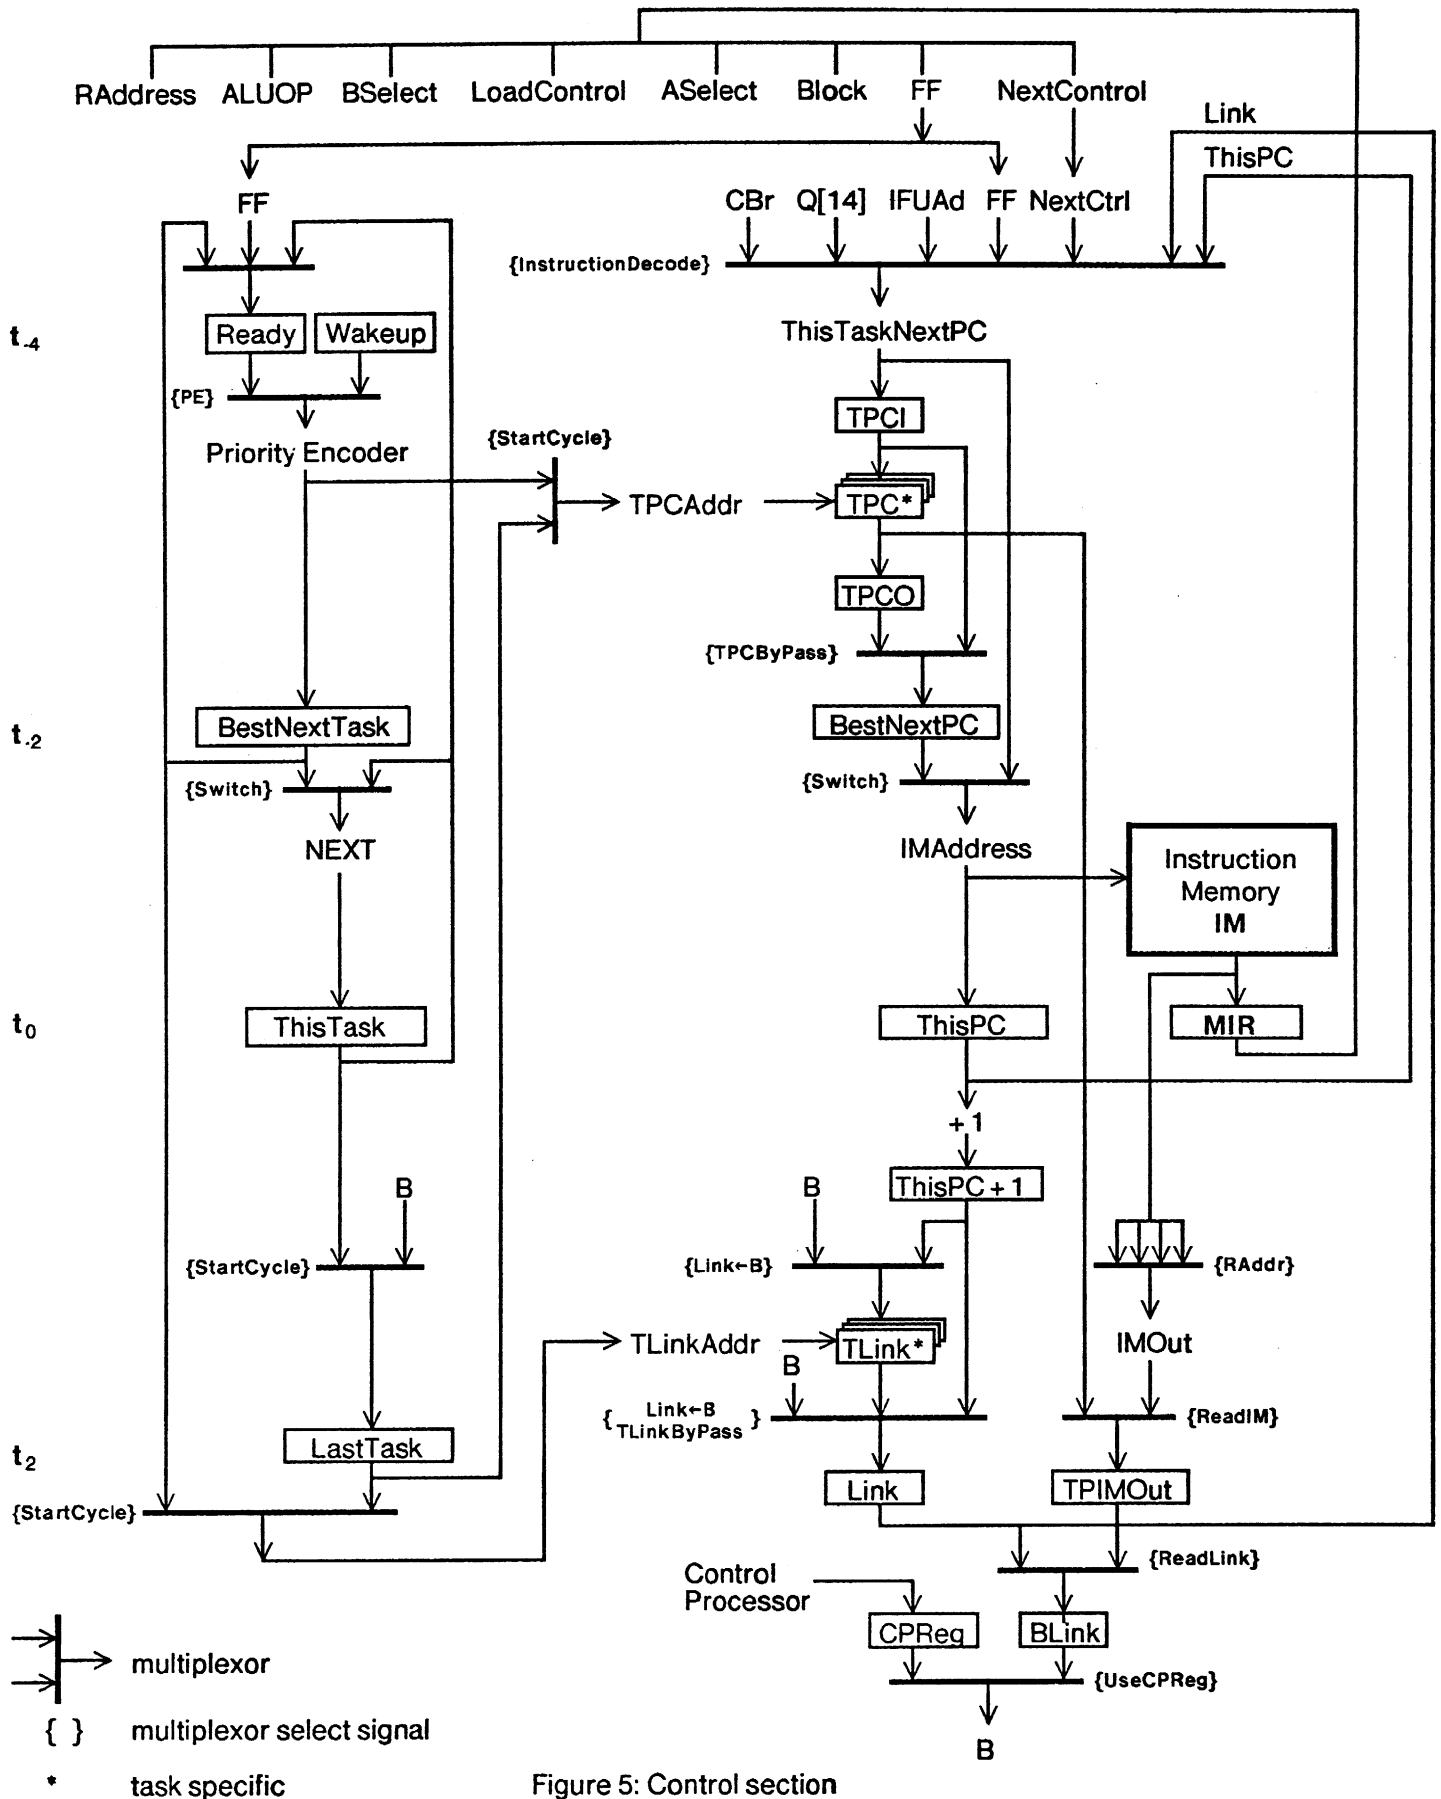 RAddress ALUOP BSelect LoadControl ASelect Block FF NextControl
Link
ThisPC
FF
CBr Q[14] IFUAd FF NextCtrl
{InstructionDecode}
t-4
Ready Wakeup
ThisTaskNextPC
{PE}
TPCI
Priority Encoder
{StartCycle}
TPCAddr
TPC*
TPCO
{TPCByPass}
t-2
BestNextTask
BestNextPC
{Switch}
{Switch}
NEXT
IMAddress
Instruction
Memory
IM
t0
ThisTask
ThisPC
MIR
+1
B
B
ThisPC+1
{StartCycle}
{Link←B}
{RAddr}
TLinkAddr
TLink*
IMOut
B
{ Link←B
TLinkByPass }
{ReadIM}
t2
LastTask
Link
TPIMOut
{StartCycle}
{ReadLink}
Control
Processor
CPReg
BLink
{UseCPReg}
B
multiplexor
{ } multiplexor select signal
* task specific
Figure 5: Control section